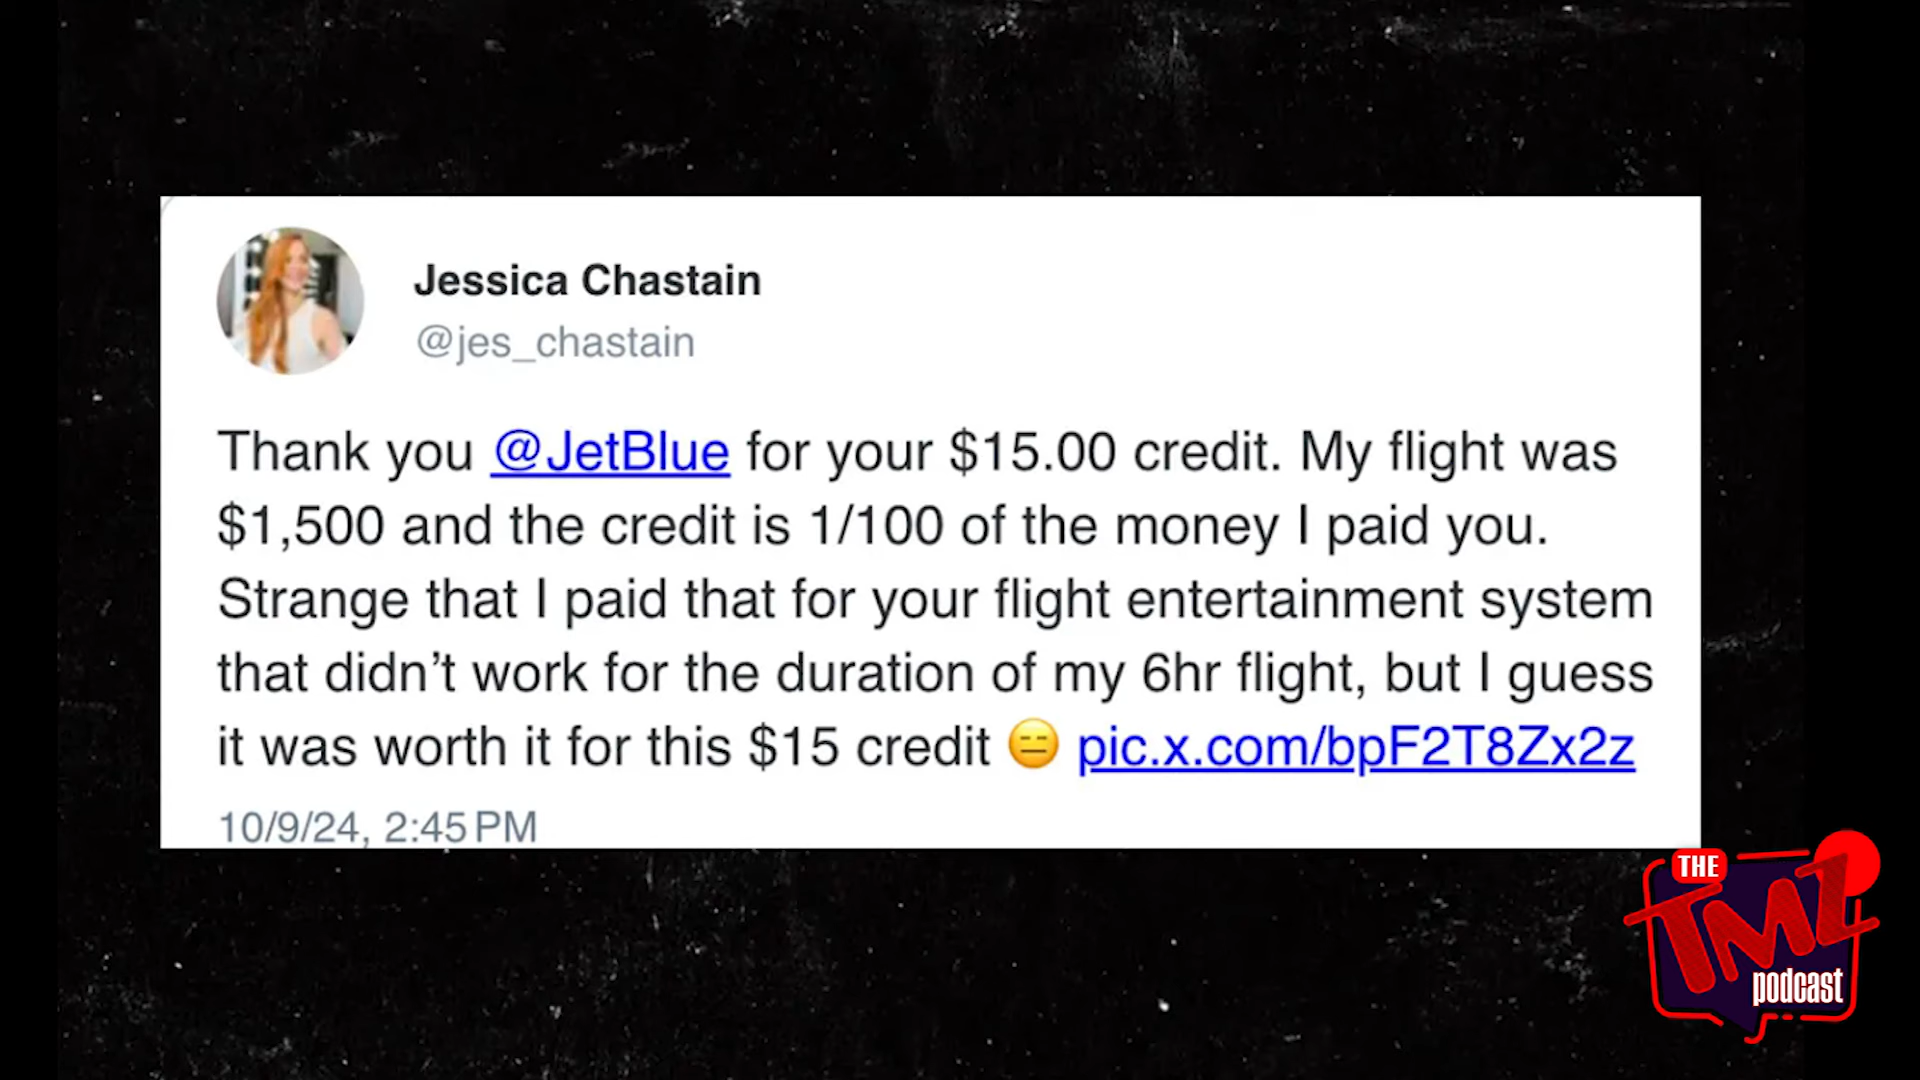 Jessica Chastain
@jes_chastain
Thank you @JetBlue for your $15.00 credit. My flight was
$1,500 and the credit is 1/100 of the money I paid you.
Strange that I paid that for your flight entertainment system
that didn’t work for the duration of my 6hr flight, but I guess
it was worth it for this $15 credit 😑 pic.x.com/bpF2T8Zx2z
10/9/24, 2:45 PM
THE
TMZ
podcast